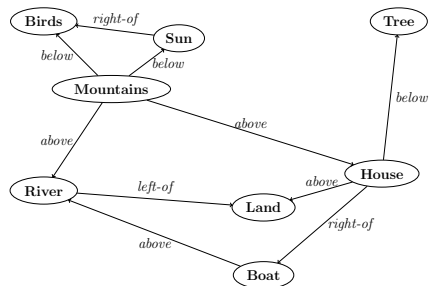 Birds
right-of
Sun
Tree
below
below
Mountains
below
above
above
House
River
left-of
above
Land
right-of
above
Boat